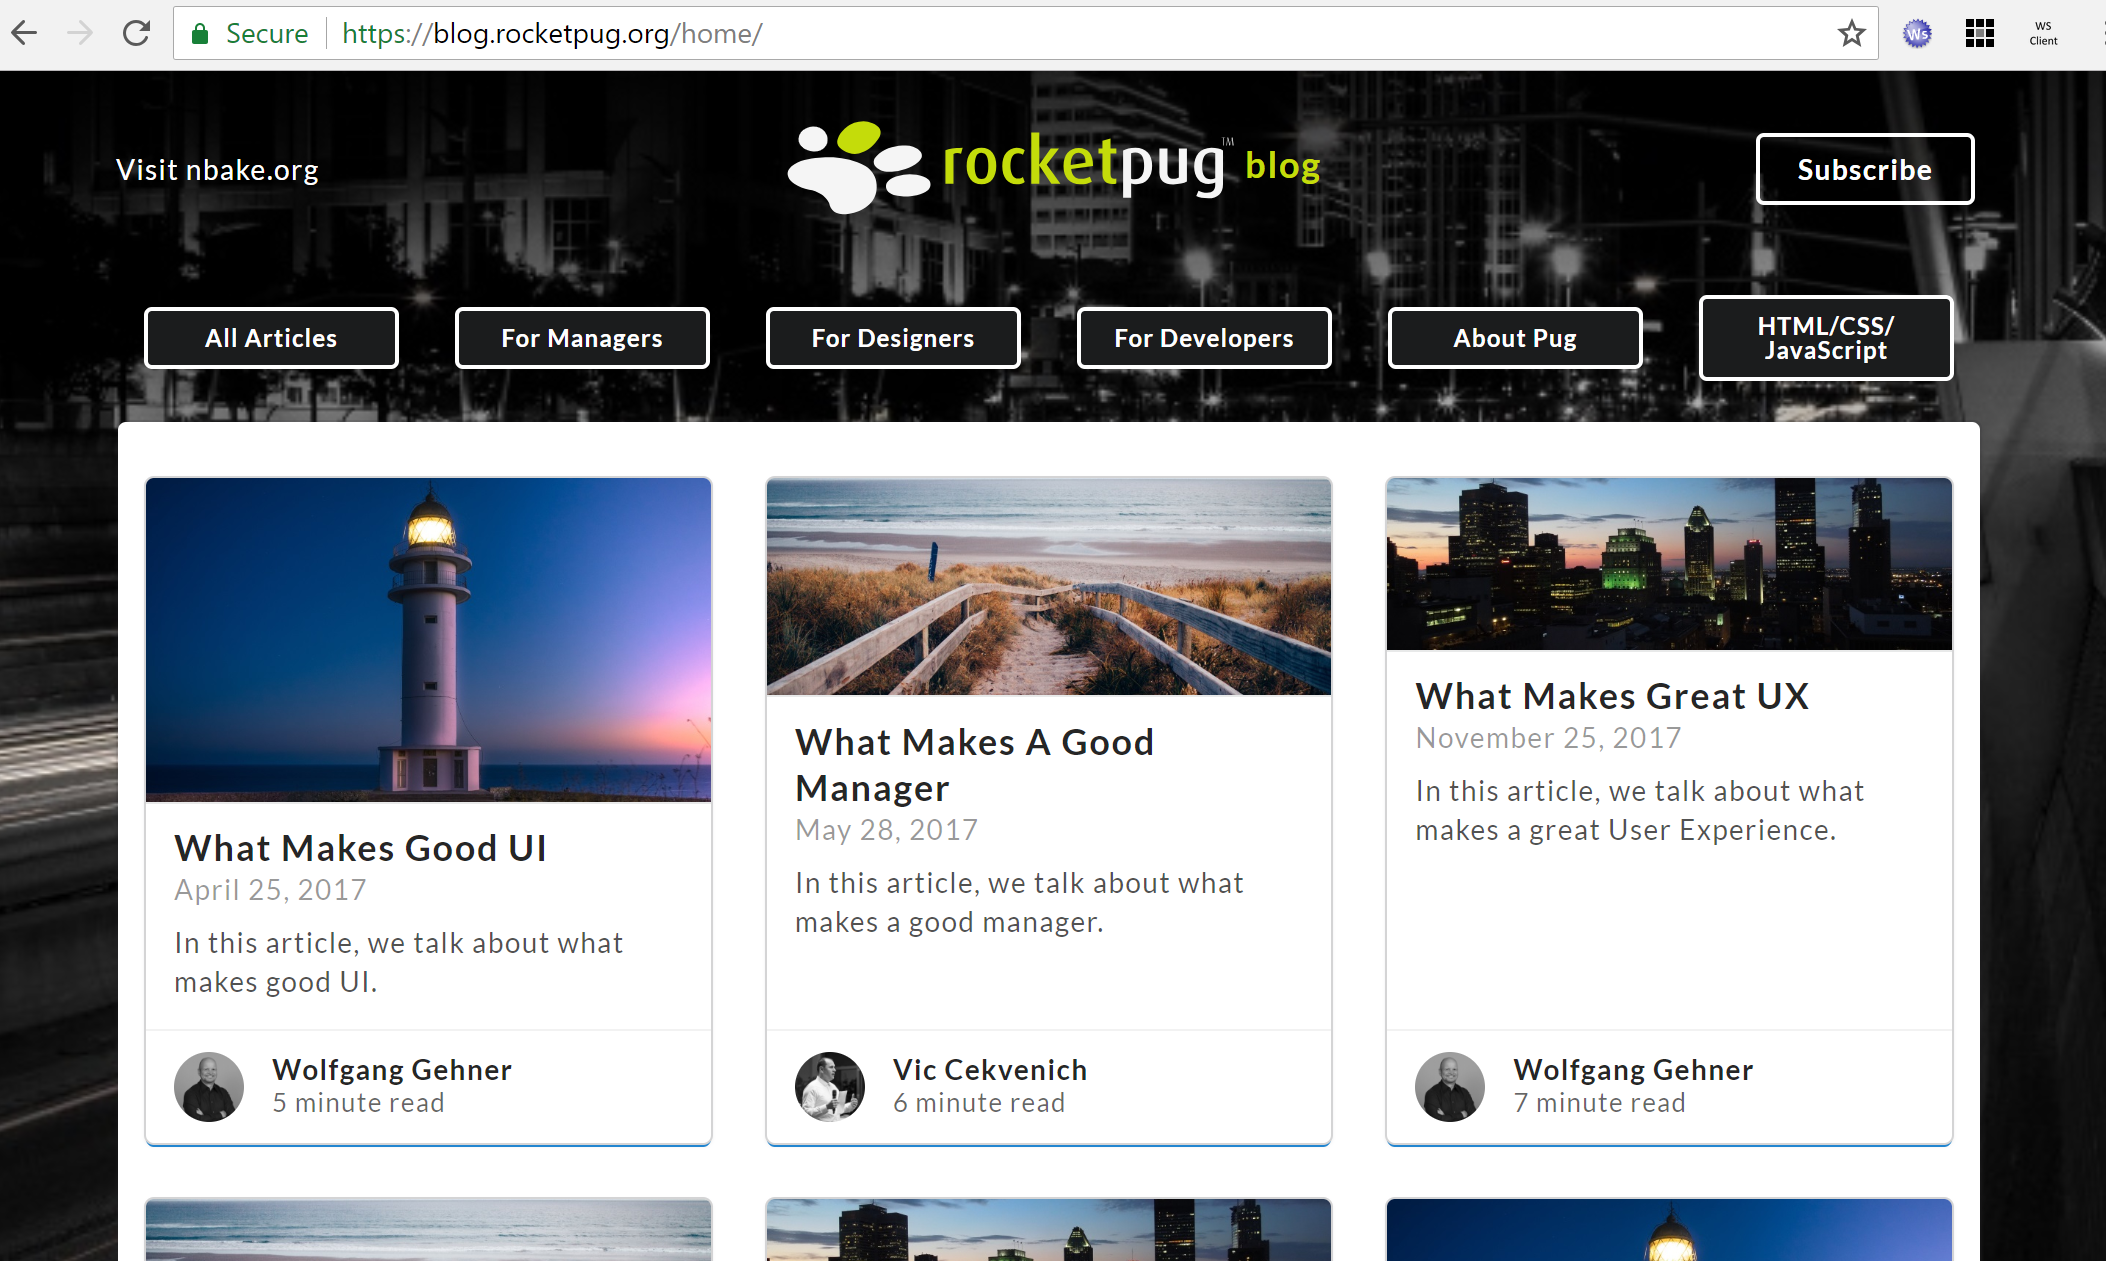 Secure https://blog.rocketpug.org/home/
Ws
WS
Client
Visit nbake.org
rocketpug™ blog
Subscribe
All Articles
For Managers
For Designers
For Developers
About Pug
HTML/CSS/
JavaScript
What Makes Good UI
April 25, 2017
In this article, we talk about what
makes good UI.
Wolfgang Gehner
5 minute read
What Makes A Good
Manager
May 28, 2017
In this article, we talk about what
makes a good manager.
Vic Cekvenich
6 minute read
What Makes Great UX
November 25, 2017
In this article, we talk about what
makes a great User Experience.
Wolfgang Gehner
7 minute read